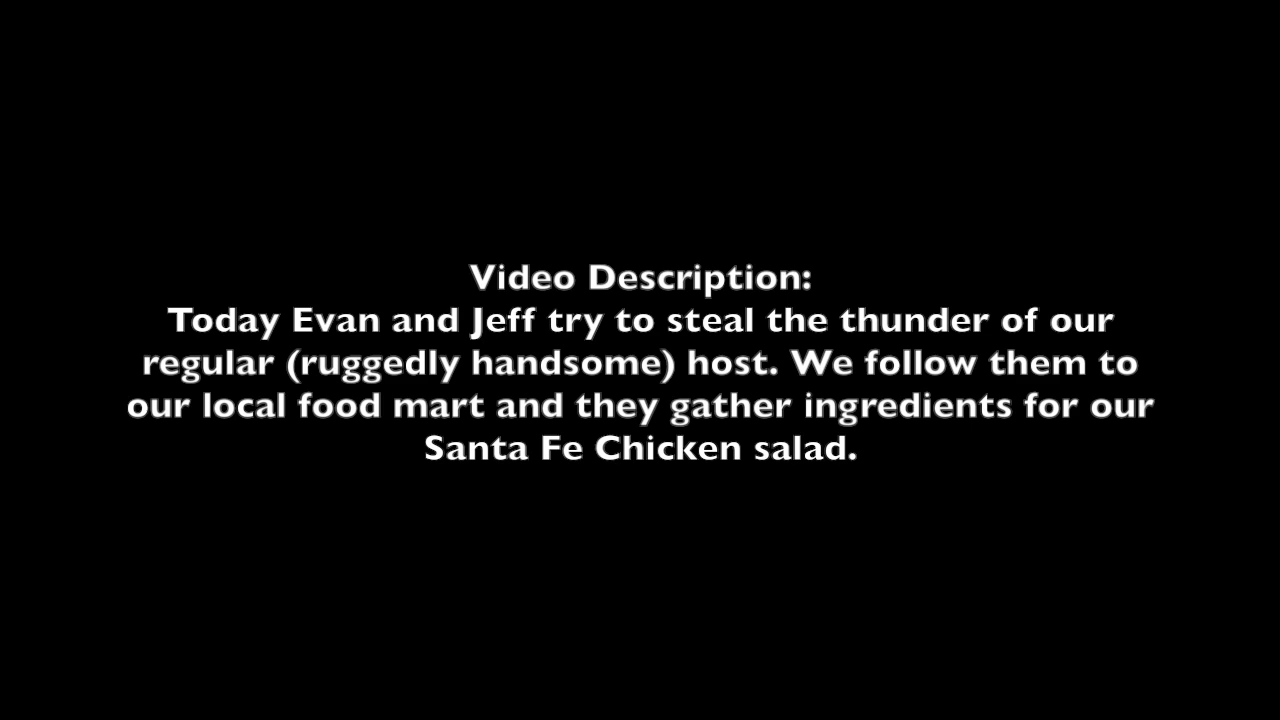 Video Description:
Today Evan and Jeff try to steal the thunder of our
regular (ruggedly handsome) host. We follow them to
our local food mart and they gather ingredients for our
Santa Fe Chicken salad.